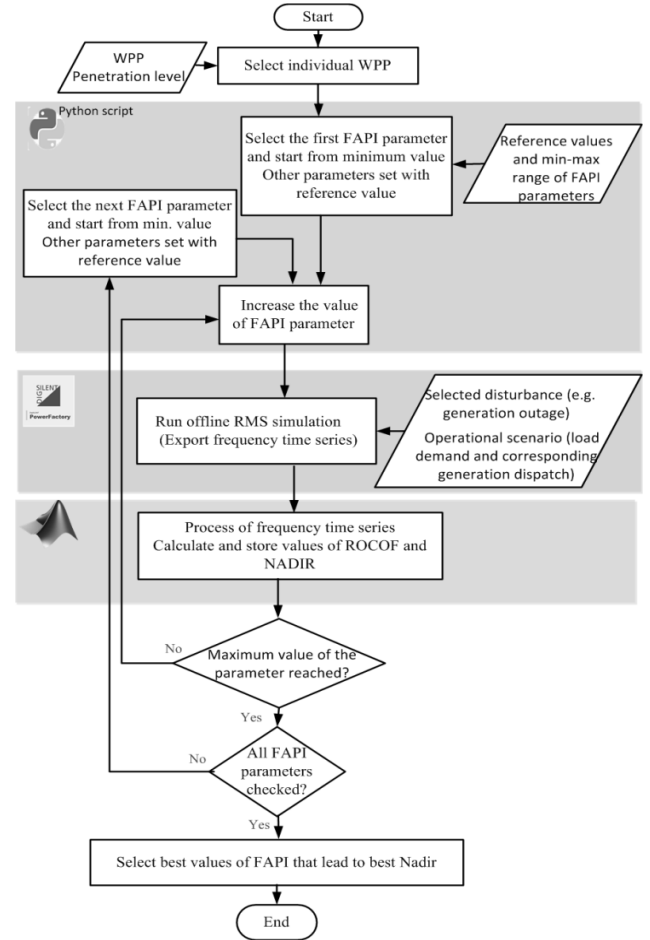 Start
WPP
Penetration level
Select individual WPP
Python script
Select the first FAPI parameter
and start from minimum value
Other parameters set with
reference value
Reference values
and min-max
range of FAPI
parameters
Select the next FAPI parameter
and start from min. value
Other parameters set with
reference value
Increase the value
of FAPI parameter
SILENT
DIG
PowerFactory
Run offline RMS simulation
(Export frequency time series)
Selected disturbance (e.g.
generation outage)
Operational scenario (load
demand and corresponding
generation dispatch)
Process of frequency time series
Calculate and store values of ROCOF and
NADIR
No
Maximum value of the
parameter reached?
Yes
No
All FAPI
parameters
checked?
Yes
Select best values of FAPI that lead to best Nadir
End